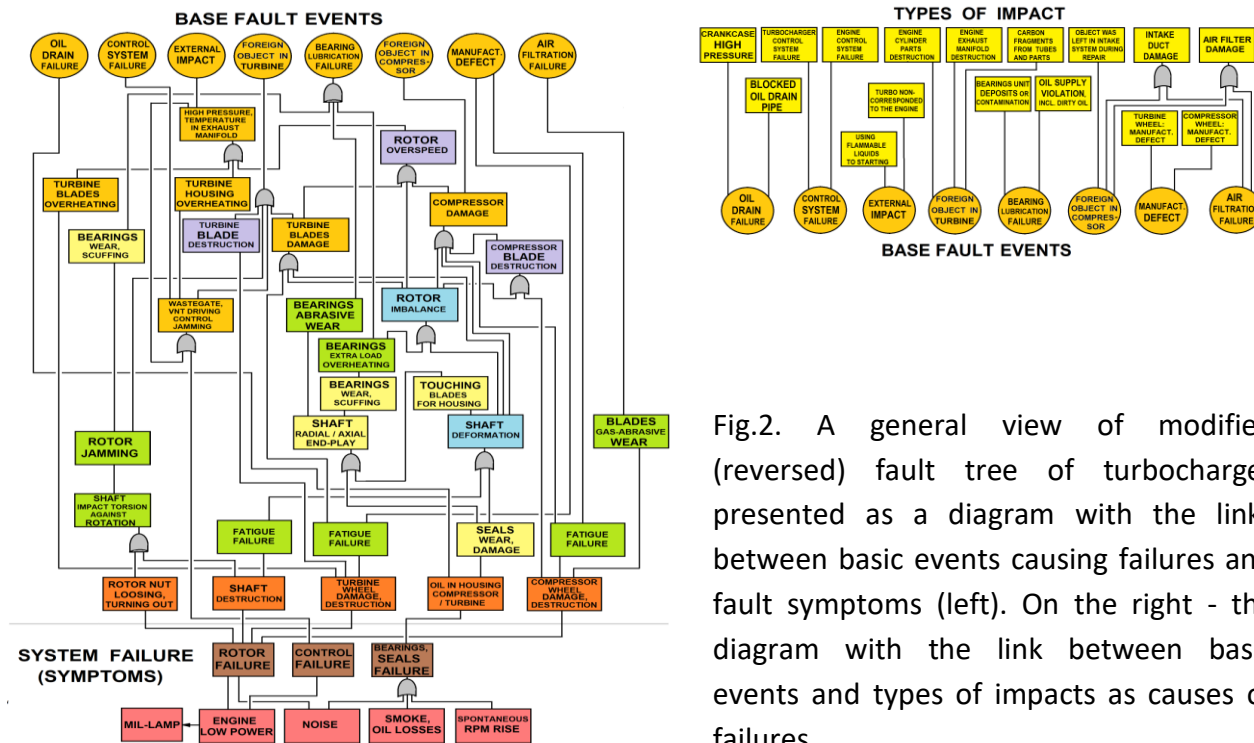 BASE FAULT EVENTS
OIL
DRAIN
FAILURE
CONTROL
SYSTEM
FAILURE
EXTERNAL
IMPACT
FOREIGN
OBJECT IN
TURBINE
BEARING
LUBRICATION
FAILURE
FOREIGN
OBJECT IN
COMPRES-
SOR
MANUFACT.
DEFECT
AIR
FILTRATION
FAILURE
HIGH PRESSURE,
TEMPERATURE
IN EXHAUST
MANIFOLD
ROTOR
OVERSPEED
TURBINE
BLADES
OVERHEATING
TURBINE
HOUSING
OVERHEATING
COMPRESSOR
DAMAGE
BEARINGS
WEAR,
SCUFFING
TURBINE
BLADE
DESTRUCTION
TURBINE
BLADES
DAMAGE
COMPRESSOR
BLADE
DESTRUCTION
WASTEGATE,
VNT DRIVING
CONTROL
JAMMING
BEARINGS
ABRASIVE
WEAR
ROTOR
IMBALANCE
BEARINGS
EXTRA LOAD
OVERHEATING
BEARINGS
WEAR,
SCUFFING
TOUCHING
BLADES
FOR HOUSING
SHAFT
RADIAL / AXIAL
END-PLAY
SHAFT
DEFORMATION
BLADES
GAS-ABRASIVE
WEAR
ROTOR
JAMMING
SHAFT
IMPACT TORSION
AGAINST
ROTATION
FATIGUE
FAILURE
FATIGUE
FAILURE
SEALS
WEAR,
DAMAGE
FATIGUE
FAILURE
ROTOR NUT
LOOSING,
TURNING OUT
SHAFT
DESTRUCTION
TURBINE
WHEEL
DAMAGE,
DESTRUCTION
OIL IN HOUSING
COMPRESSOR
/ TURBINE
COMPRESSOR
WHEEL
DAMAGE,
DESTRUCTION
SYSTEM FAILURE
(SYMPTOMS)
ROTOR
FAILURE
CONTROL
FAILURE
BEARINGS,
SEALS
FAILURE
MIL-LAMP
ENGINE
LOW POWER
NOISE
SMOKE,
OIL LOSSES
SPONTANEOUS
RPM RISE
TYPES OF IMPACT
CRANKCASE
HIGH
PRESSURE
TURBOCHARGER
CONTROL
SYSTEM
FAILURE
ENGINE
CONTROL
SYSTEM
FAILURE
ENGINE
CYLINDER
PARTS
DESTRUCTION
ENGINE
EXHAUST
MANIFOLD
DESTRUCTION
CARBON
FRAGMENTS
FROM TUBES
AND PARTS
OBJECT WAS
LEFT IN INTAKE
SYSTEM DURING
REPAIR
INTAKE
DUCT
DAMAGE
AIR FILTER
DAMAGE
BLOCKED
OIL DRAIN
PIPE
TURBO NON-
CORRESPONDED
TO THE ENGINE
BEARINGS UNIT
DEPOSITS OR
CONTAMINATION
OIL SUPPLY
VIOLATION,
INCL. DIRTY OIL
USING
FLAMMABLE
LIQUIDS
TO STARTING
TURBINE
WHEEL:
MANUFACT.
DEFECT
COMPRESSOR
WHEEL:
MANUFACT.
DEFECT
OIL
DRAIN
FAILURE
CONTROL
SYSTEM
FAILURE
EXTERNAL
IMPACT
FOREIGN
OBJECT IN
TURBINE
BEARING
LUBRICATION
FAILURE
FOREIGN
OBJECT IN
COMPRES-
SOR
MANUFACT.
DEFECT
AIR
FILTRATIO
FAILURE
BASE FAULT EVENTS
Fig.2. A general view of modifie
(reversed) fault tree of turbocharge
presented as a diagram with the link
between basic events causing failures an
fault symptoms (left). On the right - th
diagram with the link between bas
events and types of impacts as causes o
failures